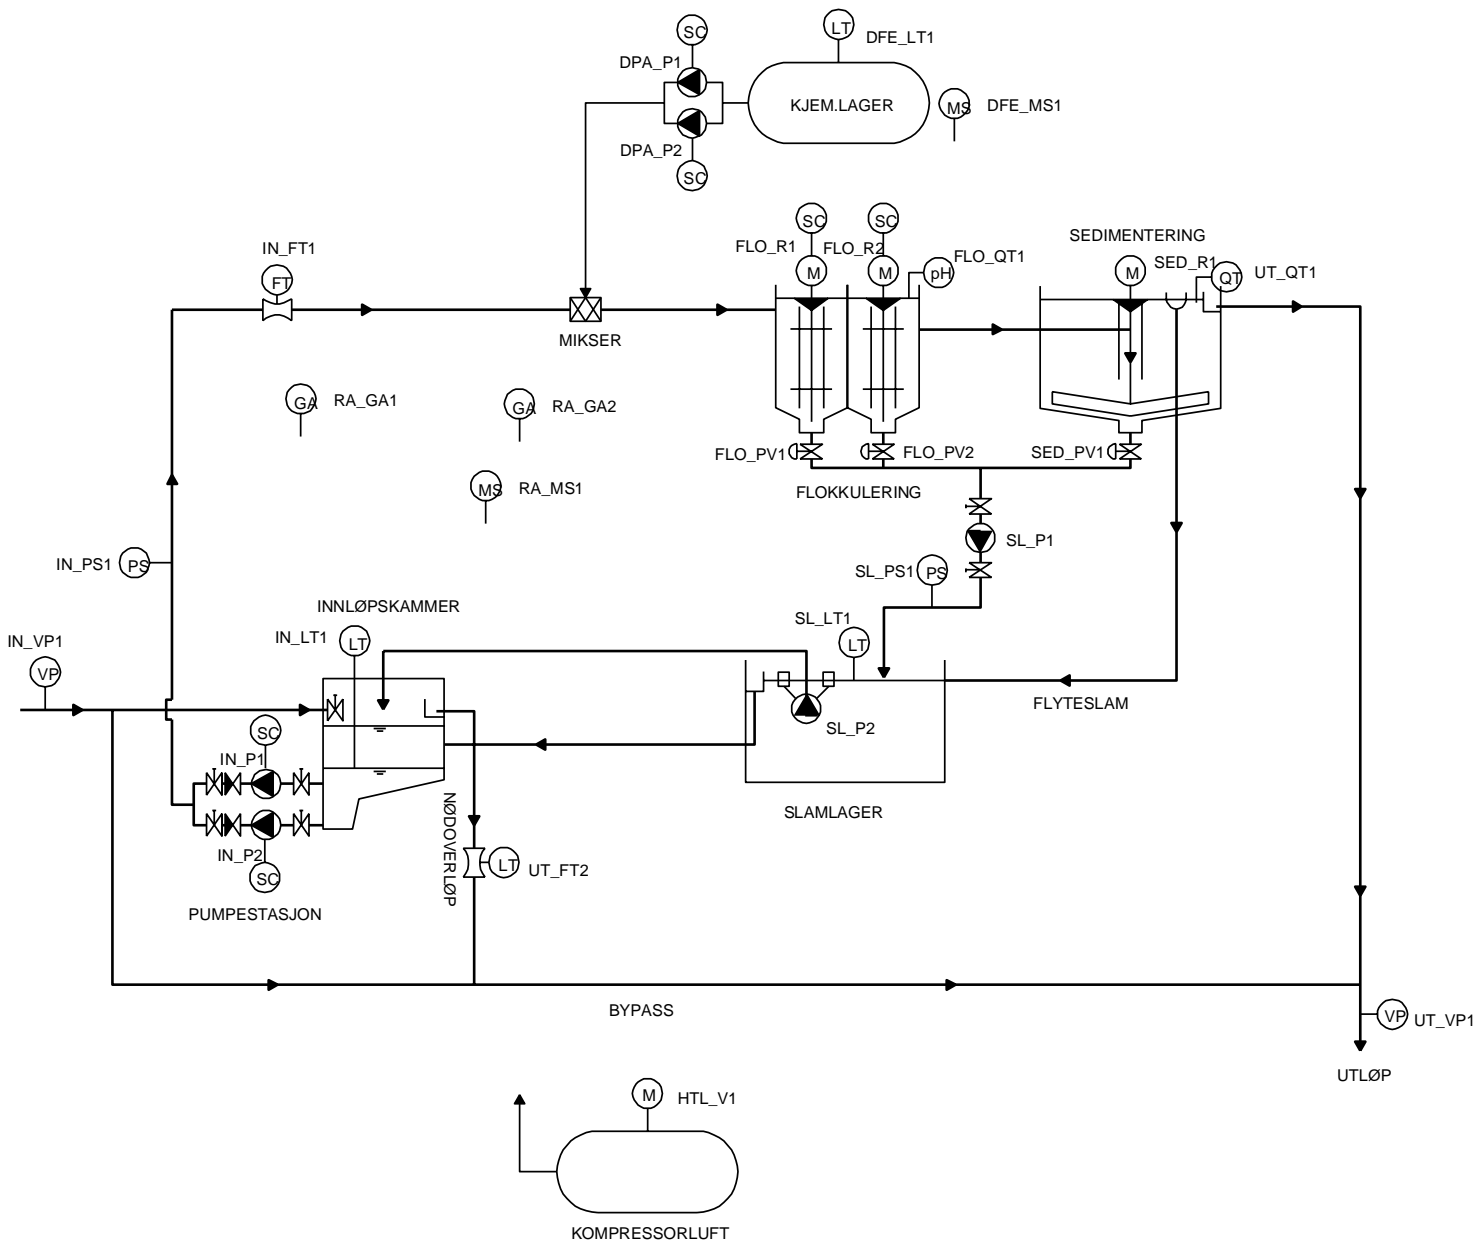 SC
LT
DFE_LT1
DPA_P1
KJEM.LAGER
MS
DFE_MS1
DPA_P2
SC
SC
SC
IN_FT1
FLO_R1
FLO_R2
SEDIMENTERING
FT
M
M
pH
FLO_QT1
M
SED_R1
QT
UT_QT1
MIKSER
GA
RA_GA1
GA
RA_GA2
FLO_PV1
FLO_PV2
SED_PV1
MS
RA_MS1
FLOKKULERING
SL_P1
IN_PS1
PS
SL_PS1
PS
INNLØPSKAMMER
IN_VP1
IN_LT1
LT
SL_LT1
LT
VP
FLYTESLAM
SC
SL_P2
IN_P1
NØDOVERLØP
SLAMLAGER
IN_P2
LT
UT_FT2
SC
PUMPESTASJON
BYPASS
VP
UT_VP1
UTLØP
M
HTL_V1
KOMPRESSORLUFT